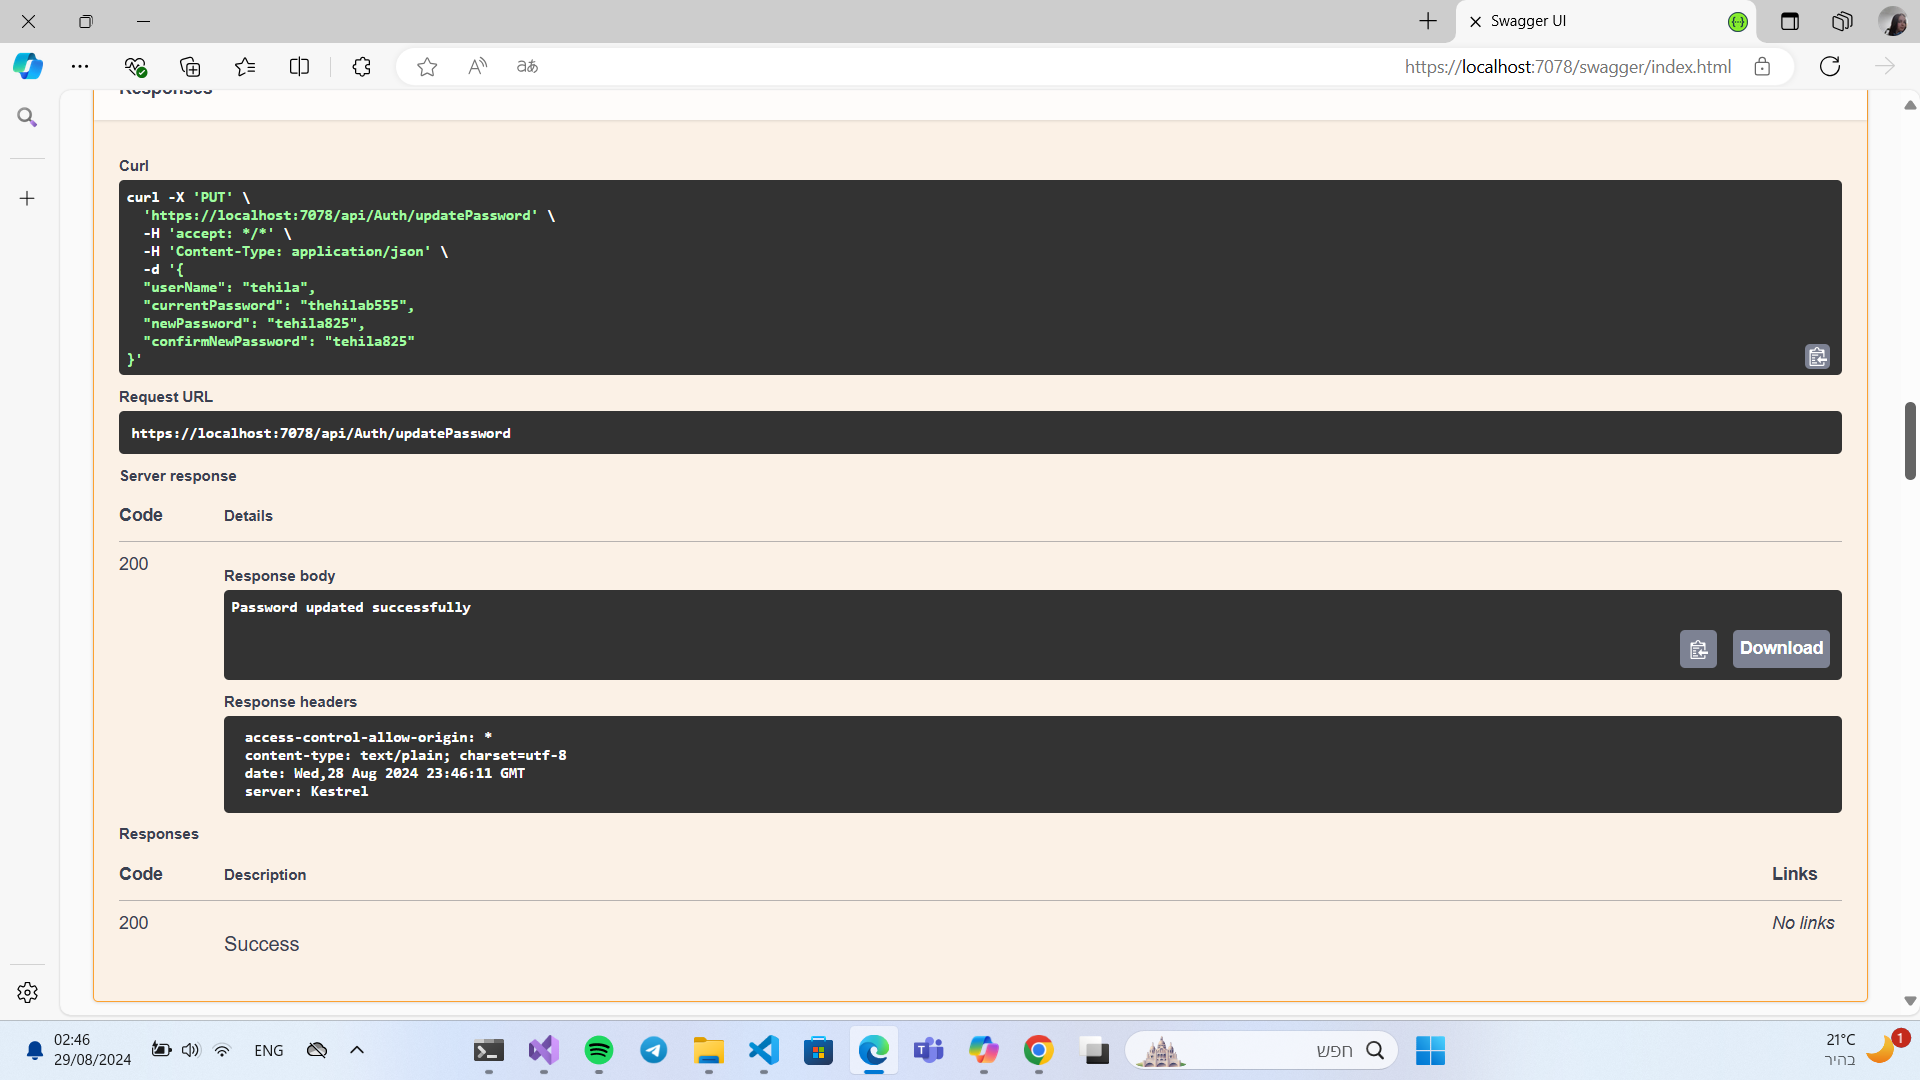 Swagger UI
https://localhost:7078/swagger/index.html
Responses
Curl
curl -X 'PUT' \
'https://localhost:7078/api/Auth/updatePassword' \
-H 'accept: */*' \
-H 'Content-Type: application/json' \
-d '{
"userName": "tehila",
"currentPassword": "thehilab555",
"newPassword": "tehila825",
"confirmNewPassword": "tehila825"
}'
Request URL
https://localhost:7078/api/Auth/updatePassword
Server response
Code Details
200
Response body
Password updated successfully
Download
Response headers
access-control-allow-origin: *
content-type: text/plain; charset=utf-8
date: Wed,28 Aug 2024 23:46:11 GMT
server: Kestrel
Responses
Code Description Links
200 No links
Success
02:46
29/08/2024
ENG
חפש
21°C
בהיר
1